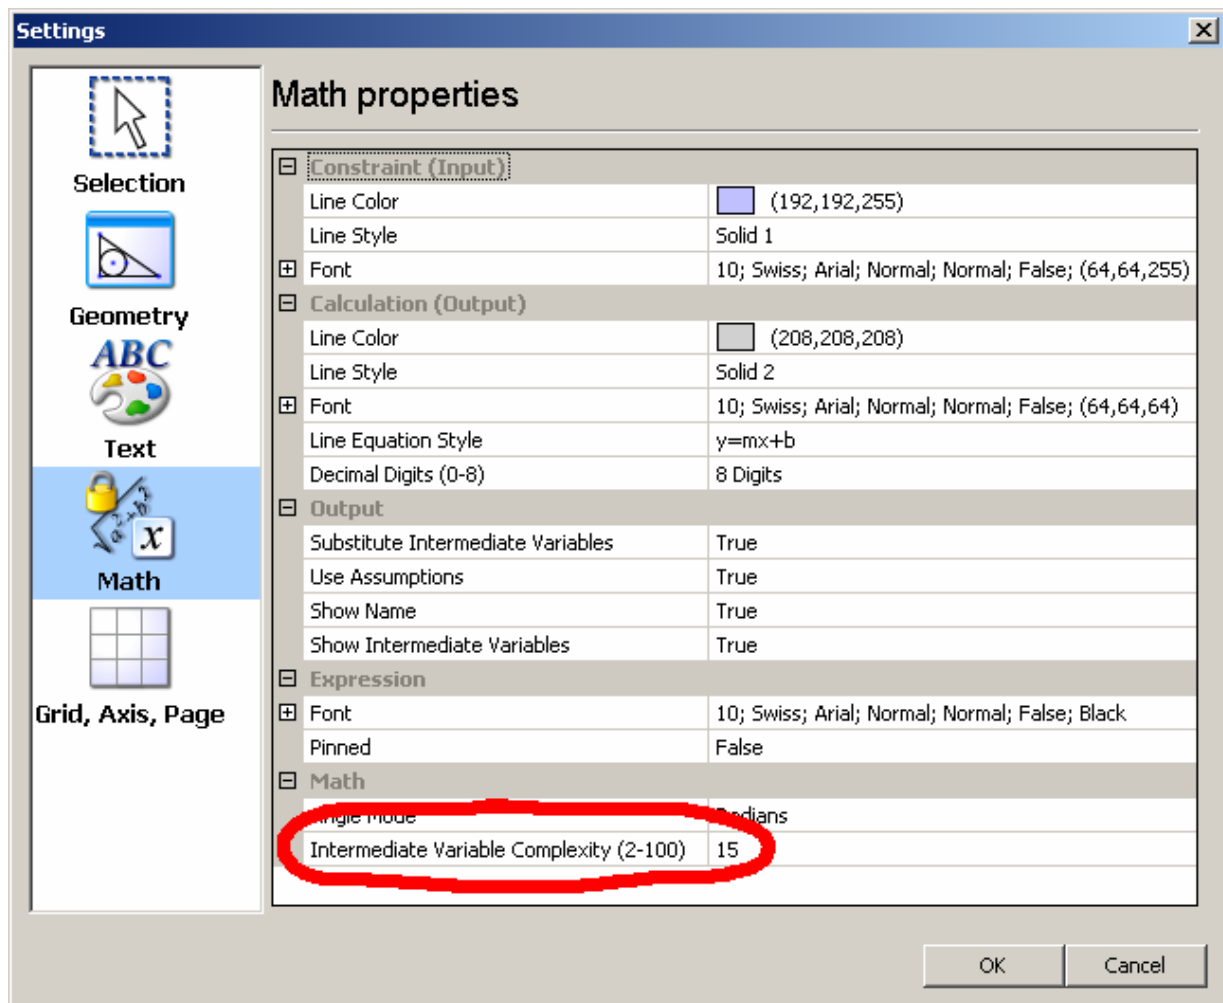 Settings
Selection
Geometry
ABC
Text
Math
Grid, Axis, Page
Math properties
Constraint (Input)
Line Color (192,192,255)
Line Style Solid 1
Font 10; Swiss; Arial; Normal; Normal; False; (64,64,255)
Calculation (Output)
Line Color (208,208,208)
Line Style Solid 2
Font 10; Swiss; Arial; Normal; Normal; False; (64,64,64)
Line Equation Style y=mx+b
Decimal Digits (0-8) 8 Digits
Output
Substitute Intermediate Variables True
Use Assumptions True
Show Name True
Show Intermediate Variables True
Expression
Font 10; Swiss; Arial; Normal; Normal; False; Black
Pinned False
Math
Angle Mode Radians
Intermediate Variable Complexity (2-100) 15
OK Cancel